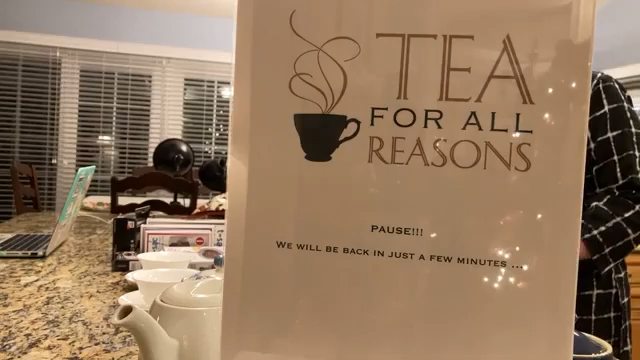 TEA
FOR ALL
REASONS
PAUSE!!!
WE WILL BE BACK IN JUST A FEW MINUTES ...